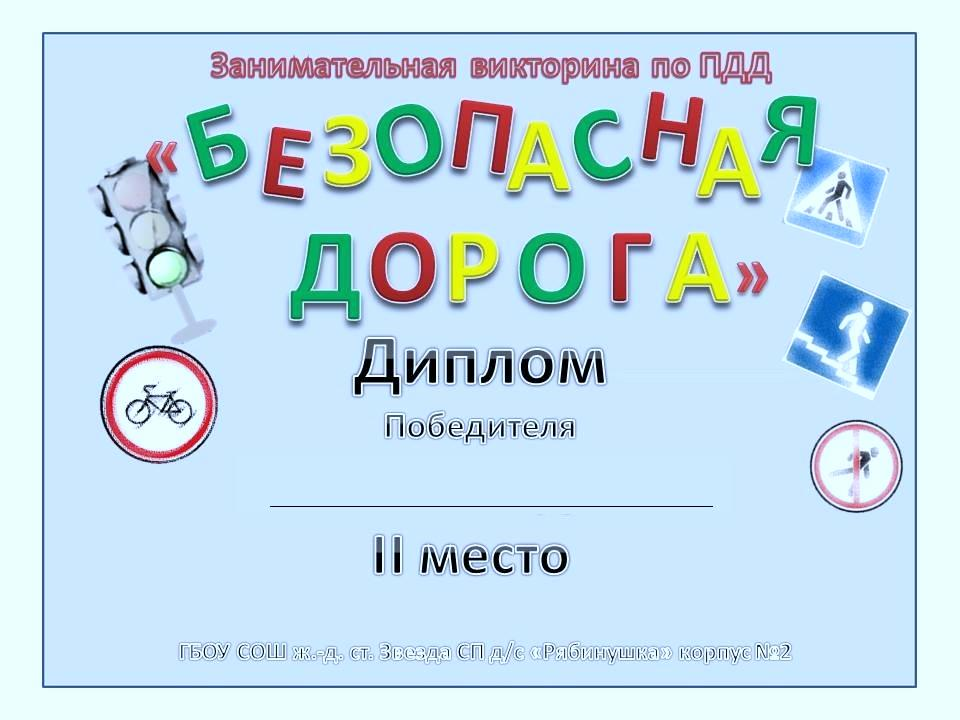 Занимательная викторина по ПДД
«БЕЗОПАСНАЯ
ДОРОГА»
Диплом
Победителя
II место
ГБОУ СОШ ж.-д. ст. Звезда СП д/с «Рябинушка» корпус №2